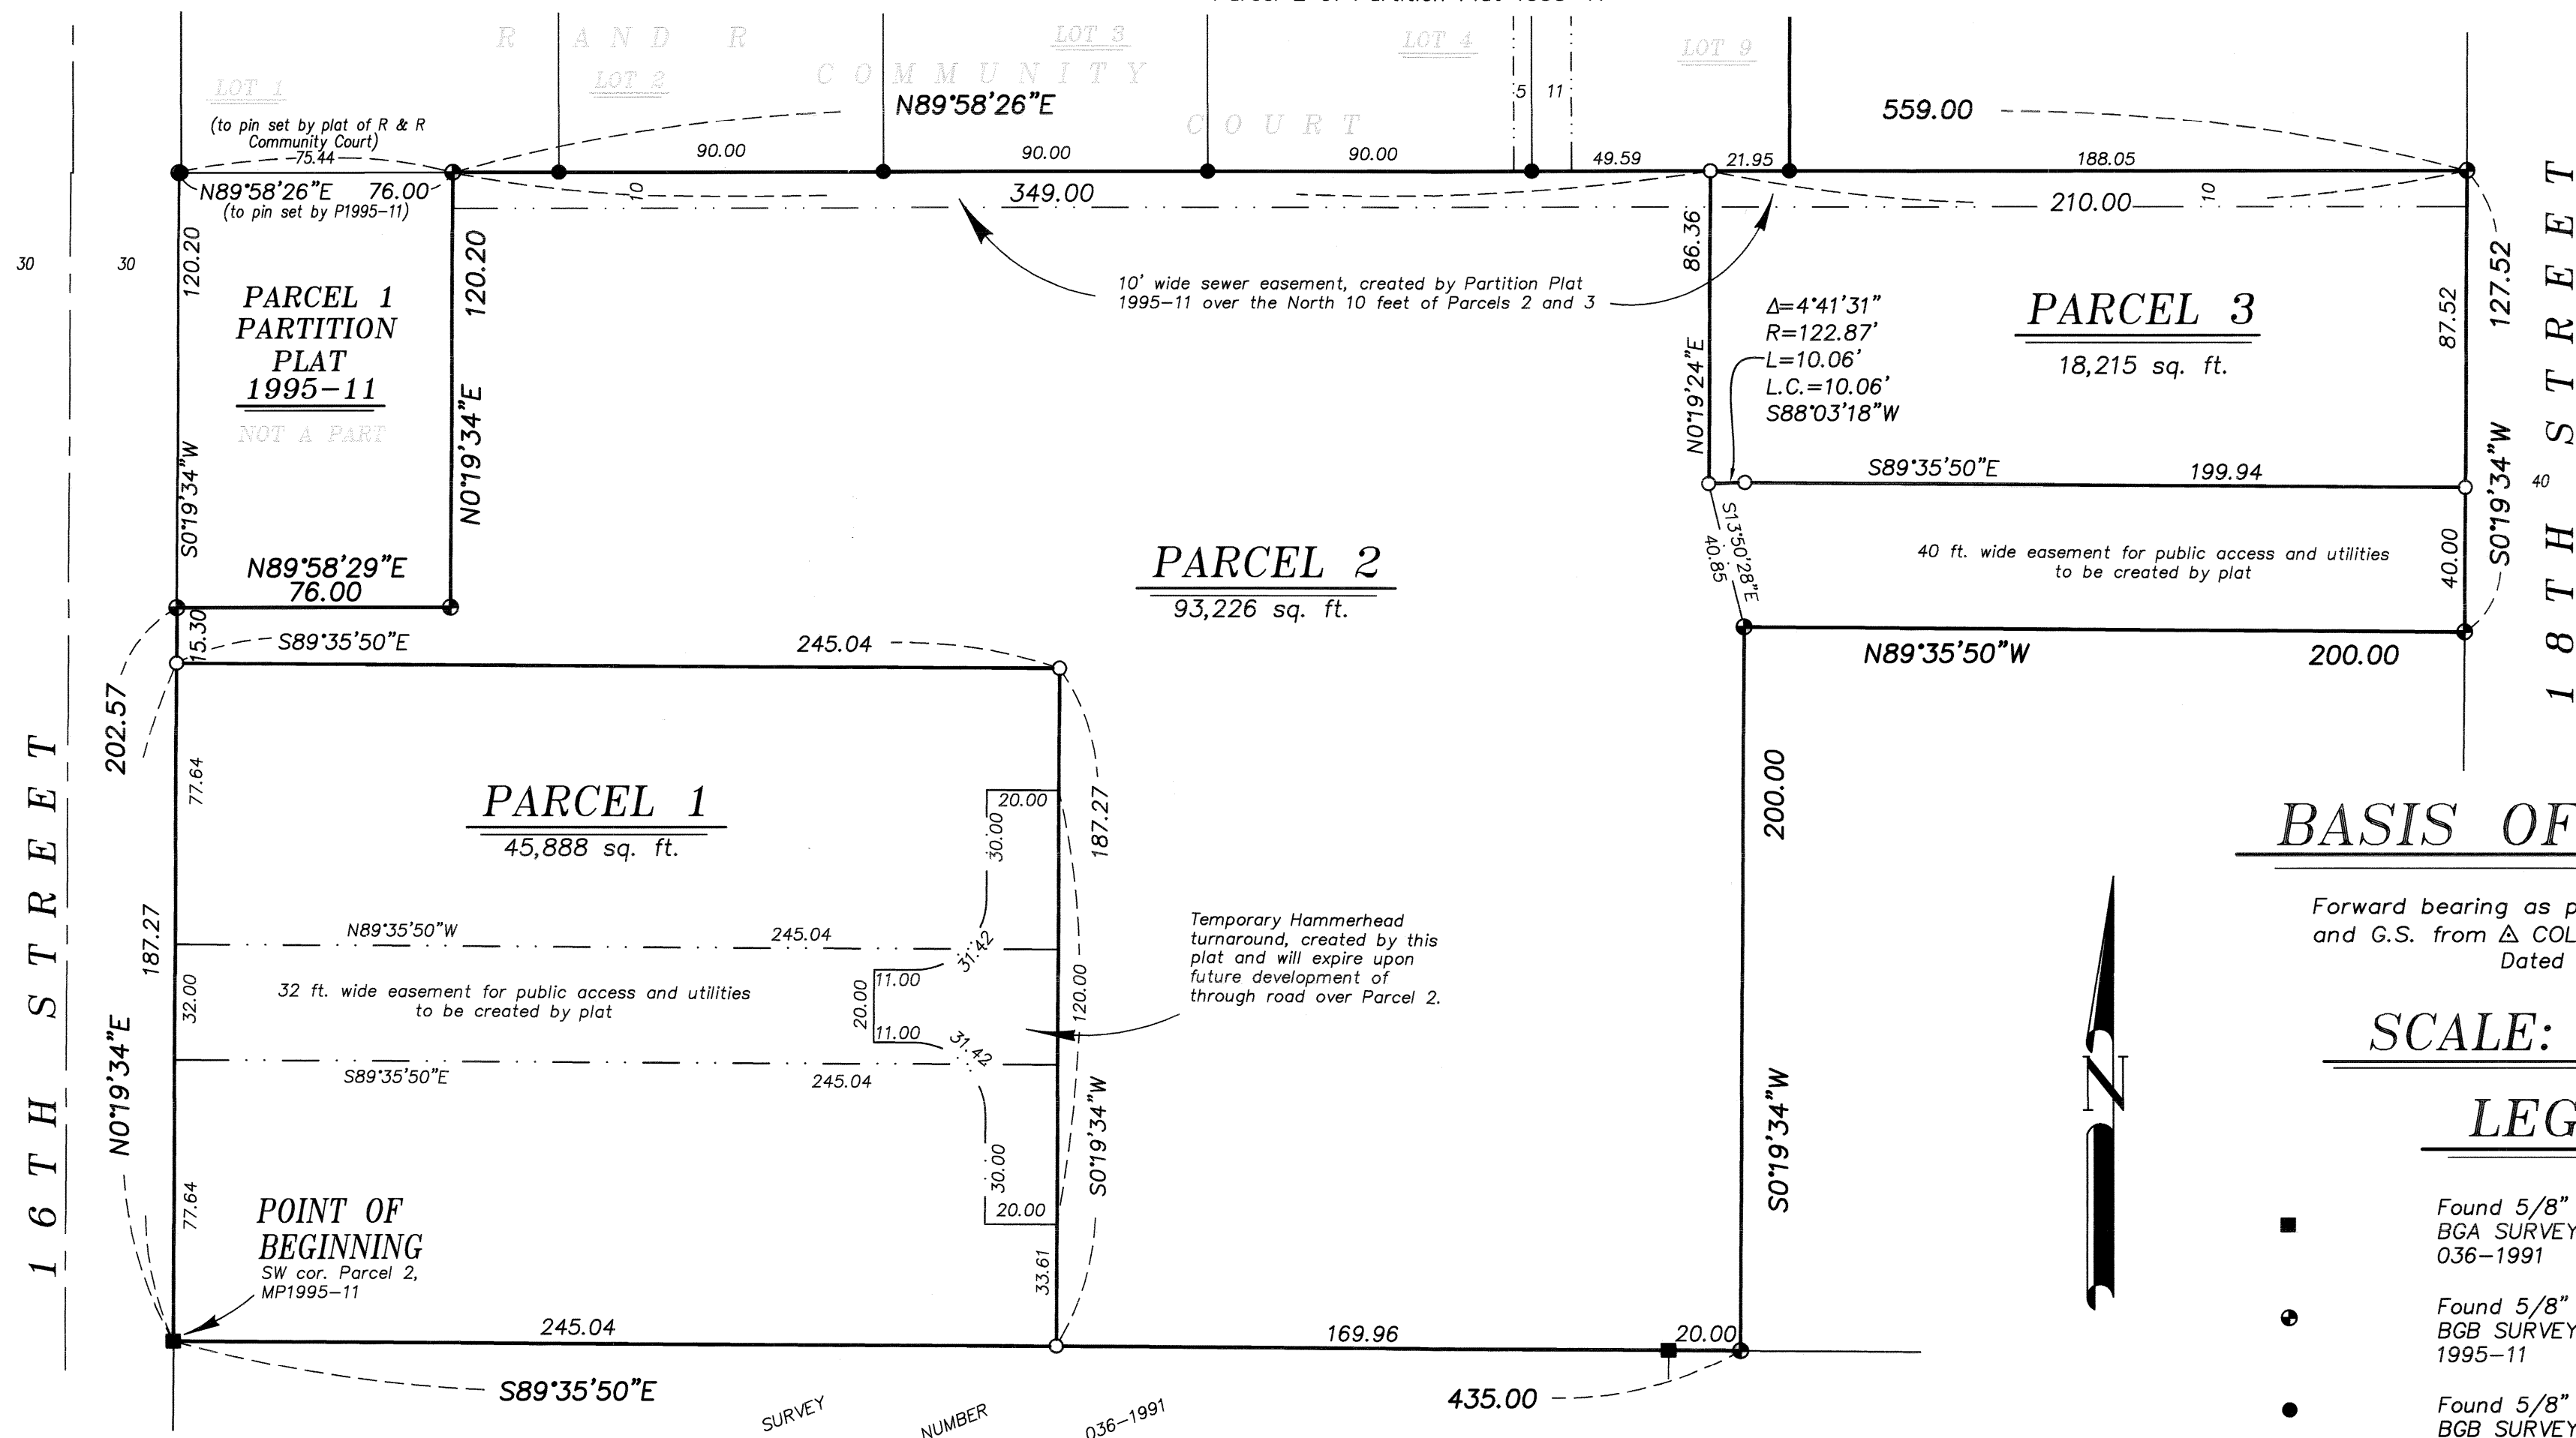 R AND R
COMMUNITY
COURT
LOT 1
LOT 2
LOT 3
LOT 4
LOT 9
(to pin set by plat of R & R
Community Court)
75.44
N89°58'26"E
559.00
5
11
90.00
90.00
90.00
49.59
21.95
188.05
N89°58'26"E 76.00
(to pin set by P1995-11)
10
349.00
210.00
10
30
30
120.20
S0°19'34"W
PARCEL 1
PARTITION
PLAT
1995-11
NOT A PART
120.20
N0°19'34"E
N89°58'29"E
76.00
10' wide sewer easement, created by Partition Plat
1995-11 over the North 10 feet of Parcels 2 and 3
86.36
N0°19'24"E
Δ=4°41'31"
R=122.87'
L=10.06'
L.C.=10.06'
S88°03'18"W
PARCEL 3
18,215 sq. ft.
87.52
127.52
S0°19'34"W
40
18TH STREET
S89°35'50"E
199.94
S13°50'28"E
40.85
40 ft. wide easement for public access and utilities
to be created by plat
40.00
N89°35'50"W
200.00
PARCEL 2
93,226 sq. ft.
15.30
S89°35'50"E
245.04
202.57
16TH STREET
77.64
PARCEL 1
45,888 sq. ft.
20.00
30.00
187.27
200.00
187.27
N89°35'50"W
245.04
31.42
11.00
20.00
11.00
31.42
32.00
32 ft. wide easement for public access and utilities
to be created by plat
120.00
Temporary Hammerhead
turnaround, created by this
plat and will expire upon
future development of
through road over Parcel 2.
S89°35'50"E
245.04
N0°19'34"E
S0°19'34"W
S0°19'34"W
30.00
20.00
77.64
33.61
POINT OF
BEGINNING
SW cor. Parcel 2,
MP1995-11
245.04
169.96
20.00
S89°35'50"E
435.00
SURVEY NUMBER 036-1991
N
BASIS OF
Forward bearing as p
and G.S. from △ COL
Dated
SCALE:
LEG
Found 5/8"
BGA SURVEY
036-1991
Found 5/8"
BGB SURVEY
1995-11
Found 5/8"
BGB SURVEY